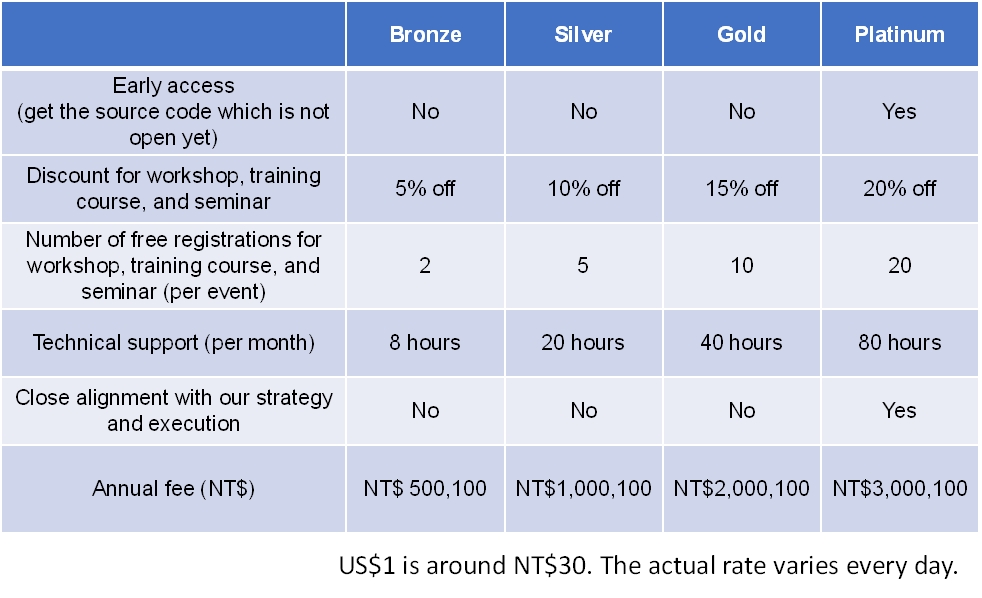 Bronze Silver Gold Platinum
Early access
(get the source code which is not
open yet)
No No No Yes
Discount for workshop, training
course, and seminar
5% off 10% off 15% off 20% off
Number of free registrations for
workshop, training course, and
seminar (per event)
2 5 10 20
Technical support (per month) 8 hours 20 hours 40 hours 80 hours
Close alignment with our strategy
and execution
No No No Yes
Annual fee (NT$) NT$ 500,100 NT$1,000,100 NT$2,000,100 NT$3,000,100
US$1 is around NT$30. The actual rate varies every day.